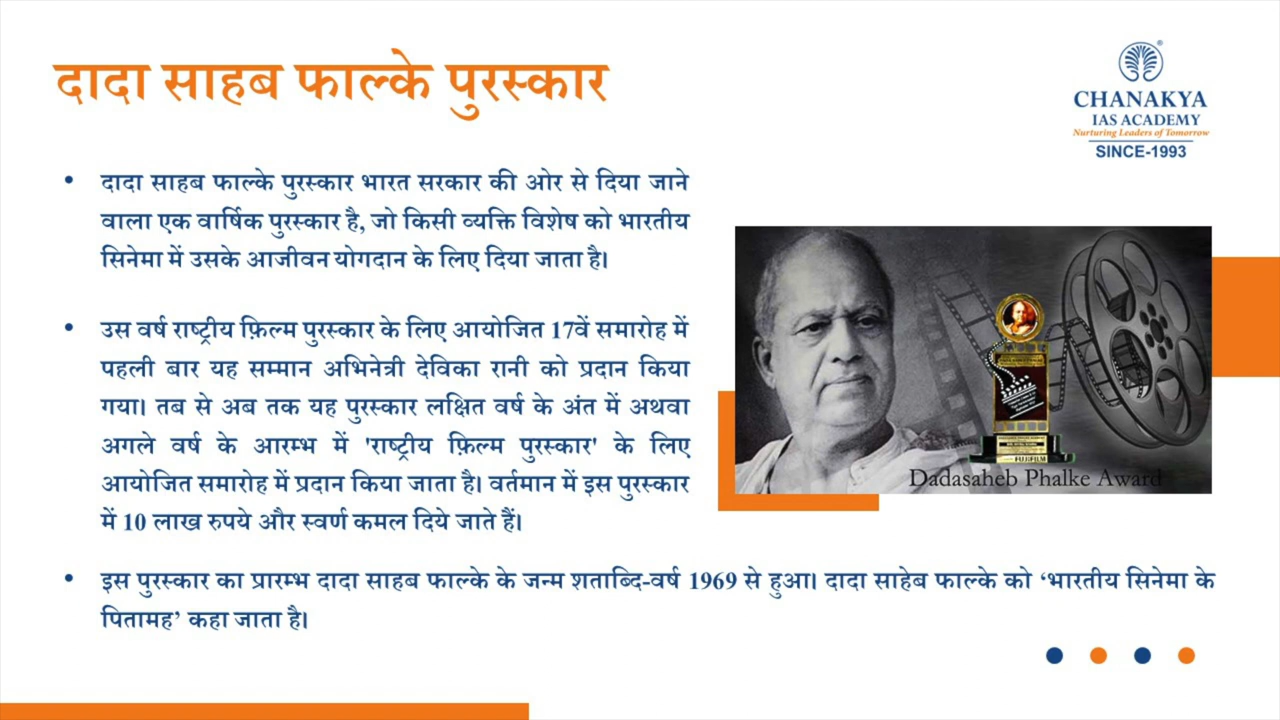 दादा साहब फाल्के पुरस्कार
CHANAKYA
IAS ACADEMY
Nurturing Leaders of Tomorrow
SINCE-1993
• दादा साहब फाल्के पुरस्कार भारत सरकार की ओर से दिया जाने
वाला एक वार्षिक पुरस्कार है, जो किसी व्यक्ति विशेष को भारतीय
सिनेमा में उसके आजीवन योगदान के लिए दिया जाता है।
• उस वर्ष राष्ट्रीय फ़िल्म पुरस्कार के लिए आयोजित 17वें समारोह में
पहली बार यह सम्मान अभिनेत्री देविका रानी को प्रदान किया
गया। तब से अब तक यह पुरस्कार लक्षित वर्ष के अंत में अथवा
अगले वर्ष के आरम्भ में 'राष्ट्रीय फ़िल्म पुरस्कार' के लिए
आयोजित समारोह में प्रदान किया जाता है। वर्तमान में इस पुरस्कार
में 10 लाख रुपये और स्वर्ण कमल दिये जाते हैं।
FUJIFILM
Dadasaheb Phalke Award
• इस पुरस्कार का प्रारम्भ दादा साहब फाल्के के जन्म शताब्दि-वर्ष 1969 से हुआ। दादा साहेब फाल्के को ‘भारतीय सिनेमा के
पितामह’ कहा जाता है।